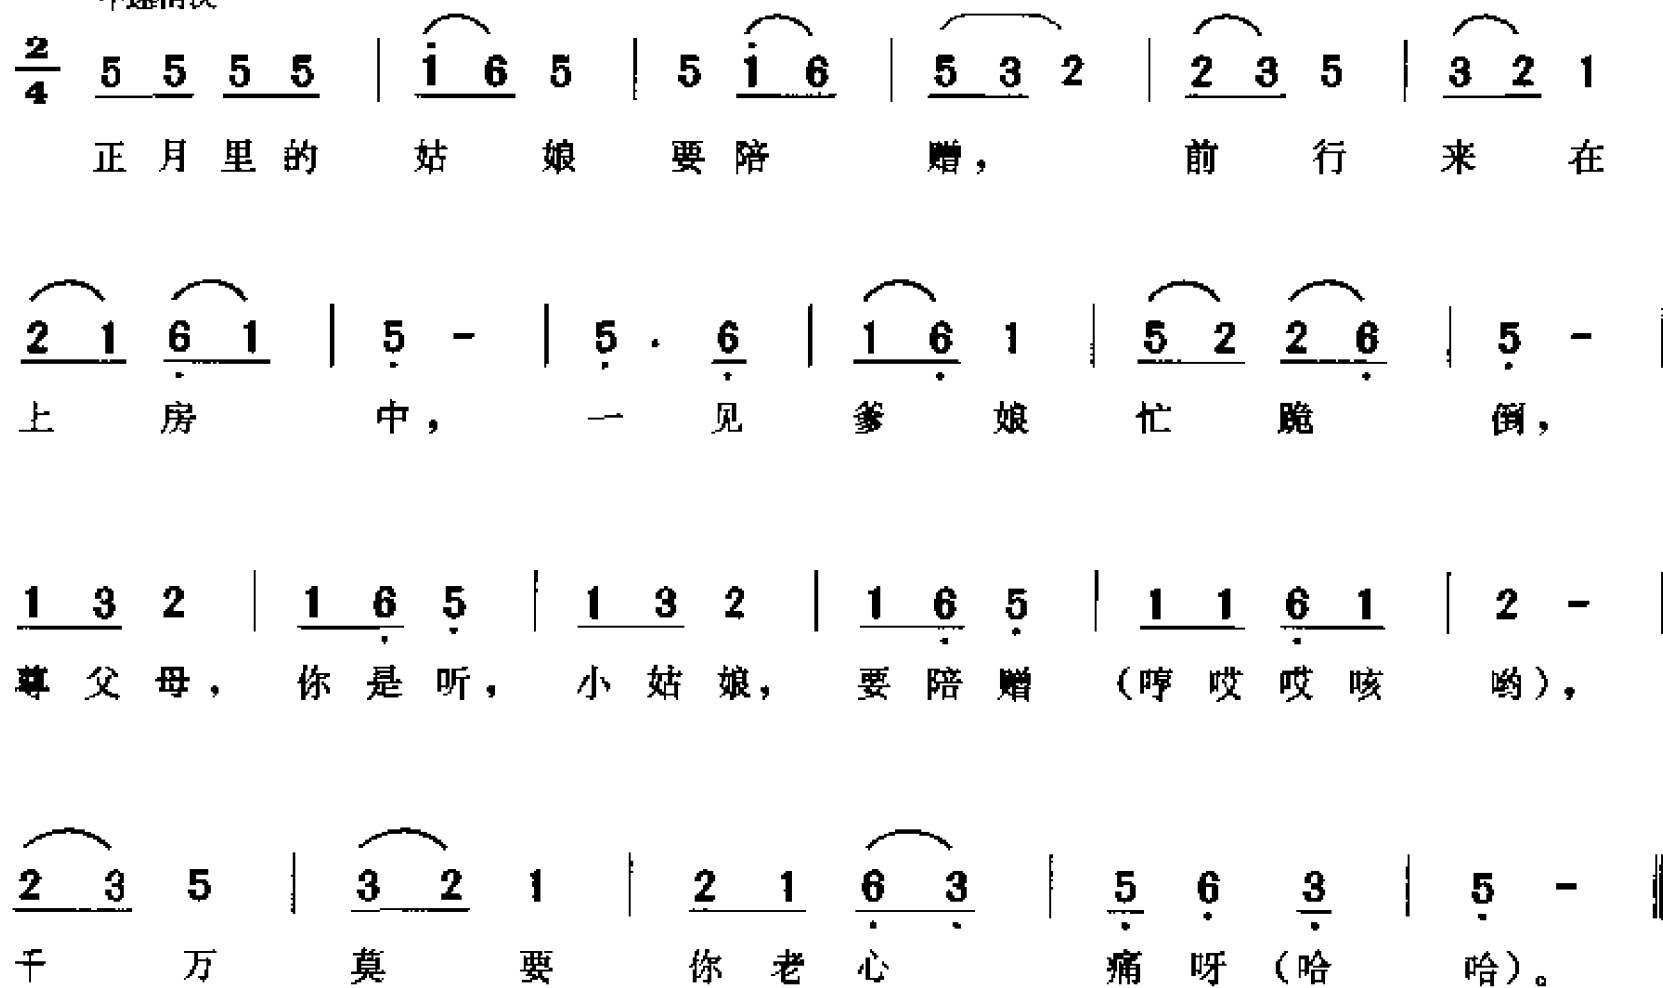 2/4 5 5 5 5 | i 6 5 | 5 i 6 | 5 3 2 | 2 3 5 | 3 2 1
正月里的 姑 娘 要陪 赠， 前 行 来 在
2 1 6 1 | 5 - | 5 . 6 | 1 6 1 | 5 2 2 6 | 5 - |
上 房 中， 一 见 爹 娘 忙 跪 倒，
1 3 2 | 1 6 5 | 1 3 2 | 1 6 5 | 1 1 6 1 | 2 - |
尊父母， 你是听， 小姑娘， 要陪赠 （哼哎哎咳 哟），
2 3 5 | 3 2 1 | 2 1 6 3 | 5 6 3 | 5 - ‖
千 万 莫 要 你老心 痛呀（哈 哈）。